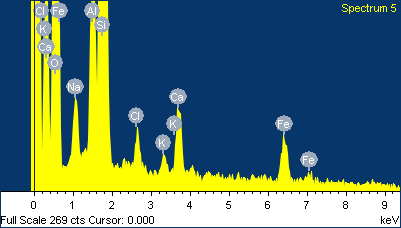 Spectrum 5
Cl Fe Al
K Si
Ca
O
Na
Ca
Cl
K Fe
K Fe
0 1 2 3 4 5 6 7 8 9
Full Scale 269 cts Cursor: 0.000 keV